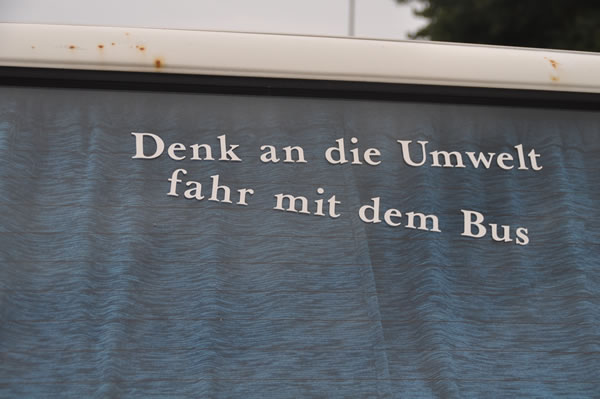 Denk an die Umwelt
fahr mit dem Bus